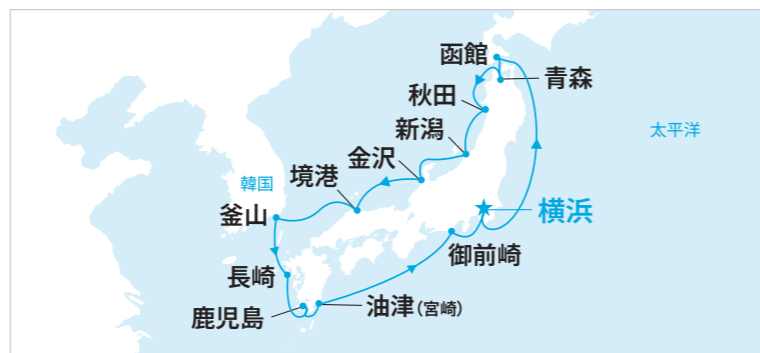 函館
青森
秋田
新潟
太平洋
金沢
境港
韓国
釜山
横浜
御前崎
長崎
鹿児島
油津（宮崎）